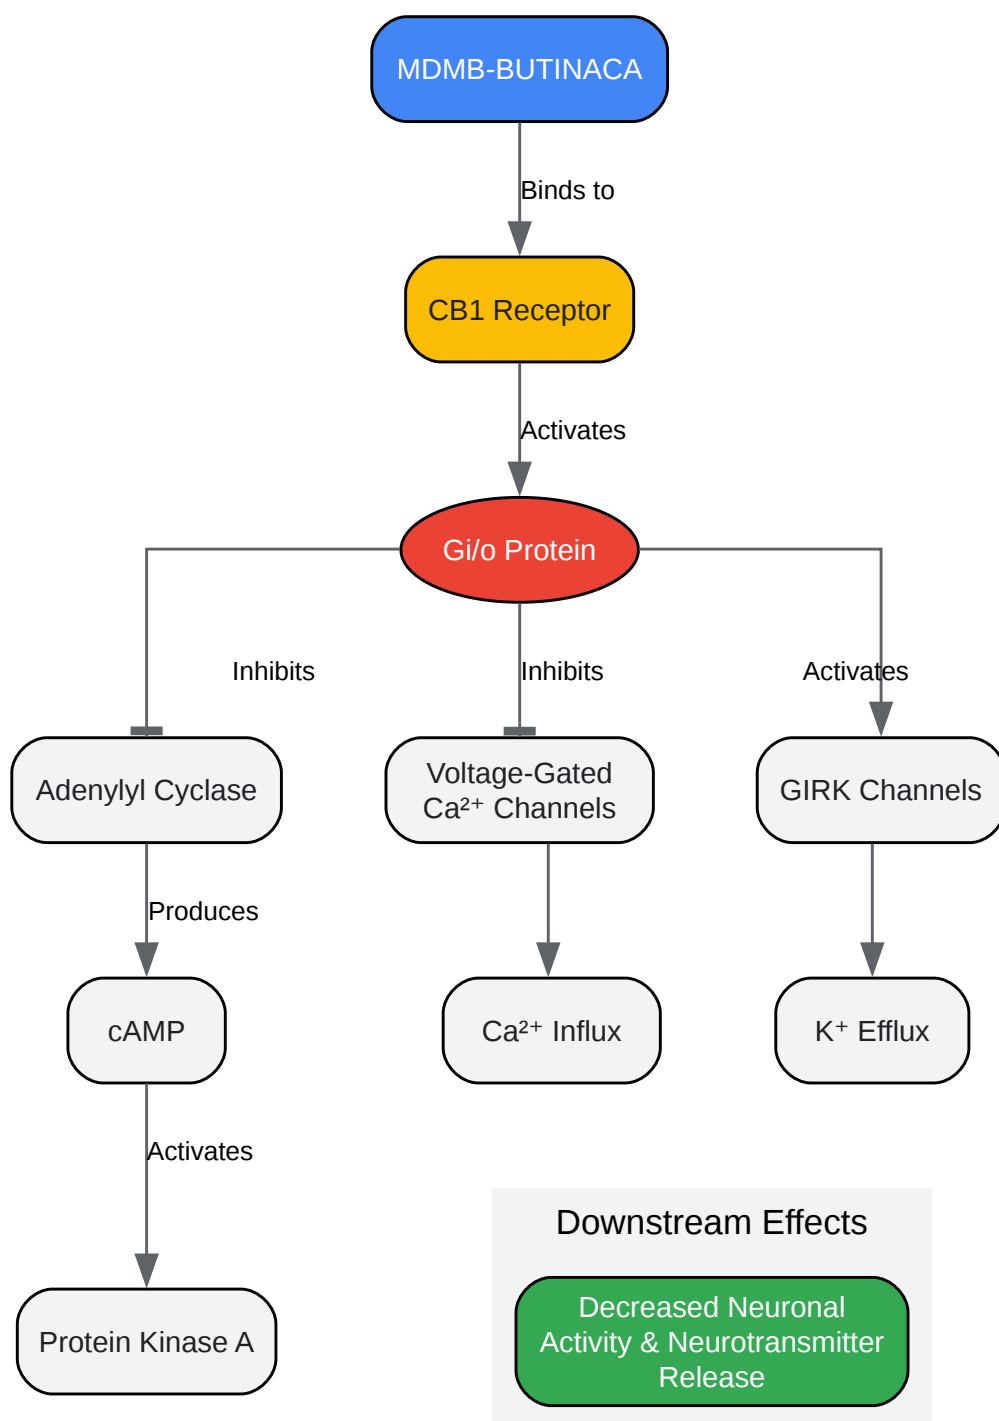 MDMB-BUTINACA
Binds to
CB1 Receptor
Activates
Gi/o Protein
Inhibits
Inhibits
Activates
Adenylyl Cyclase
Voltage-Gated
Ca²⁺ Channels
GIRK Channels
Produces
cAMP
Ca²⁺ Influx
K⁺ Efflux
Activates
Downstream Effects
Protein Kinase A
Decreased Neuronal
Activity & Neurotransmitter
Release